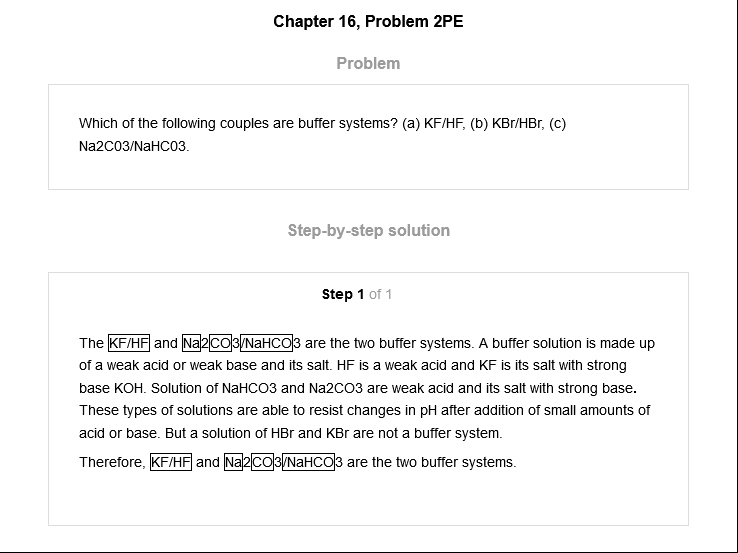 Chapter 16, Problem 2PE
Problem
Which of the following couples are buffer systems? (a) KF/HF, (b) KBr/HBr, (c)
Na2C03/NaHC03.
Step-by-step solution
Step 1 of 1
The KF/HF and Na2CO3/NaHCO3 are the two buffer systems. A buffer solution is made up
of a weak acid or weak base and its salt. HF is a weak acid and KF is its salt with strong
base KOH. Solution of NaHCO3 and Na2CO3 are weak acid and its salt with strong base.
These types of solutions are able to resist changes in pH after addition of small amounts of
acid or base. But a solution of HBr and KBr are not a buffer system.
Therefore, KF/HF and Na2CO3/NaHCO3 are the two buffer systems.